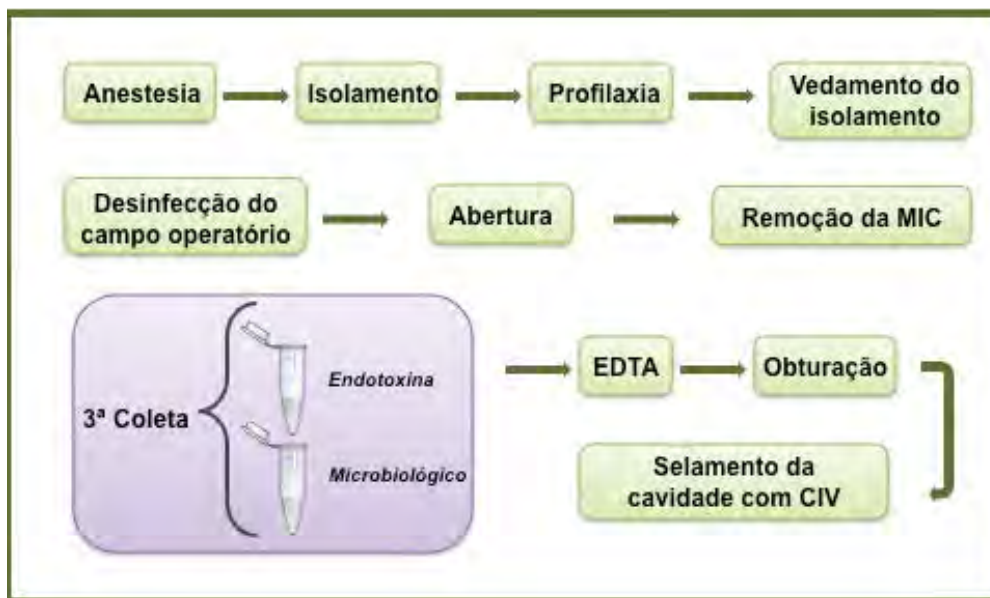 Anestesia
Isolamento
Profilaxia
Vedamento do
isolamento
Desinfecção do
campo operatório
Abertura
Remoção da MIC
3ª Coleta
Endotoxina
Microbiológico
EDTA
Obturação
Selamento da
cavidade com CIV